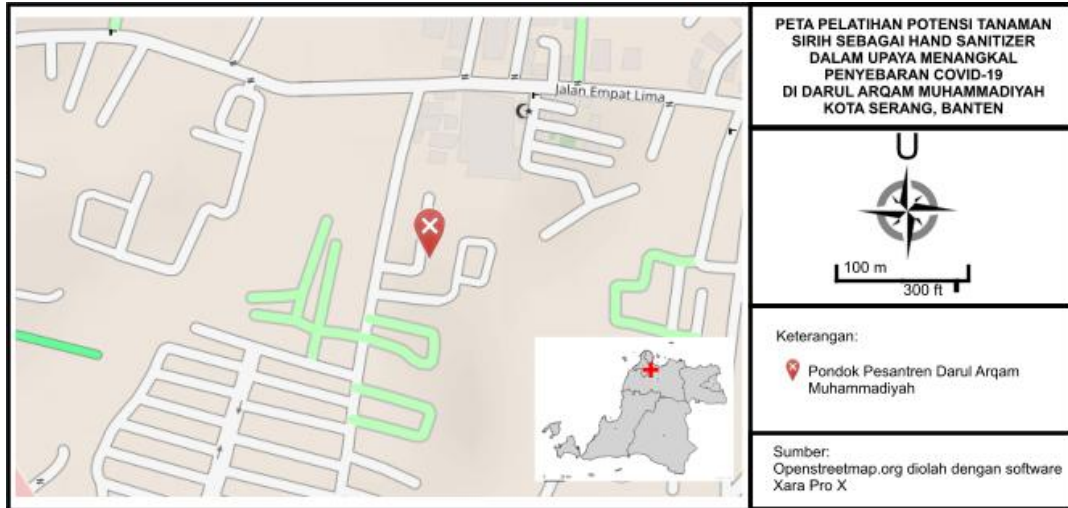 Jalan Empat Lima
PETA PELATIHAN POTENSI TANAMAN
SIRIH SEBAGAI HAND SANITIZER
DALAM UPAYA MENANGKAL
PENYEBARAN COVID-19
DI DARUL ARQAM MUHAMMADIYAH
KOTA SERANG, BANTEN
U
100 m
300 ft
Keterangan:
Pondok Pesantren Darul Arqam
Muhammadiyah
Sumber:
Openstreetmap.org diolah dengan software
Xara Pro X